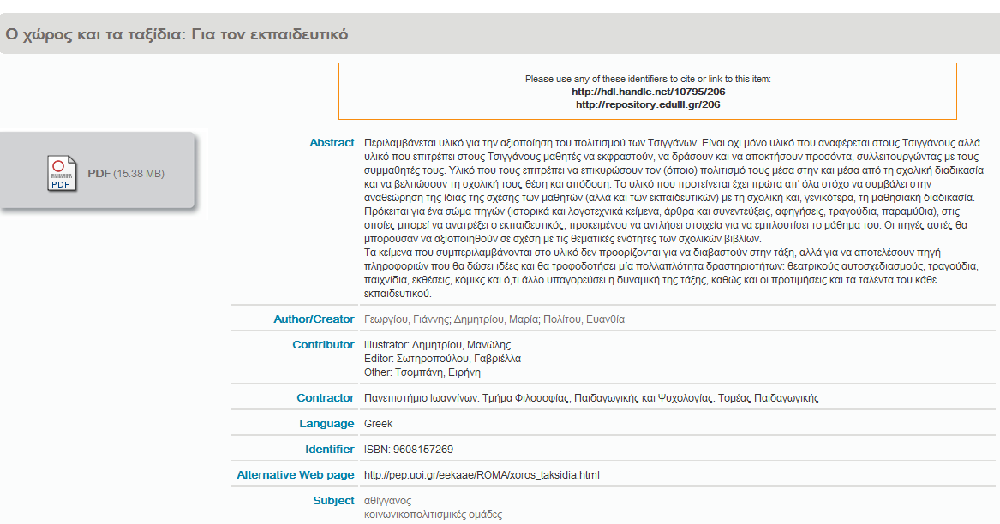 Ο χώρος και τα ταξίδια: Για τον εκπαιδευτικό
Please use any of these identifiers to cite or link to this item:
http://hdl.handle.net/10795/206
http://repository.edulll.gr/206
PDF
PDF (15.38 MB)
Abstract Περιλαμβάνεται υλικό για την αξιοποίηση του πολιτισμού των Τσιγγάνων. Είναι οχι μόνο υλικό που αναφέρεται στους Τσιγγάνους αλλά
υλικό που επιτρέπει στους Τσιγγάνους μαθητές να εκφραστούν, να δράσουν και να αποκτήσουν προσόντα, συλλειτουργώντας με τους
συμμαθητές τους. Υλικό που τους επιτρέπει να επικυρώσουν τον (όποιο) πολιτισμό τους μέσα στην και μέσα από τη σχολική διαδικασία
και να βελτιώσουν τη σχολική τους θέση και απόδοση. Το υλικό που προτείνεται έχει πρώτα απ' όλα στόχο να συμβάλει στην
αναθεώρηση της ίδιας της σχέσης των μαθητών (αλλά και των εκπαιδευτικών) με τη σχολική και, γενικότερα, τη μαθησιακή διαδικασία.
Πρόκειται για ένα σώμα πηγών (ιστορικά και λογοτεχνικά κείμενα, άρθρα και συνεντεύξεις, αφηγήσεις, τραγούδια, παραμύθια), στις
οποίες μπορεί να ανατρέξει ο εκπαιδευτικός, προκειμένου να αντλήσει στοιχεία για να εμπλουτίσει το μάθημα του. Οι πηγές αυτές θα
μπορούσαν να αξιοποιηθούν σε σχέση με τις θεματικές ενότητες των σχολικών βιβλίων.
Τα κείμενα που συμπεριλαμβάνονται στο υλικό δεν προορίζονται για να διαβαστούν στην τάξη, αλλά για να αποτελέσουν πηγή
πληροφοριών που θα δώσει ιδέες και θα τροφοδοτήσει μία πολλαπλότητα δραστηριοτήτων: θεατρικούς αυτοσχεδιασμούς, τραγούδια,
παιχνίδια, εκθέσεις, κόμικς και ό,τι άλλο υπαγορεύσει η δυναμική της τάξης, καθώς και οι προτιμήσεις και τα ταλέντα του κάθε
εκπαιδευτικού.
Author/Creator Γεωργίου, Γιάννης; Δημητρίου, Μαρία; Πολίτου, Ευανθία
Contributor Illustrator: Δημητρίου, Μανώλης
Editor: Σωτηροπούλου, Γαβριέλλα
Other: Τσομπάνη, Ειρήνη
Contractor Πανεπιστήμιο Ιωαννίνων. Τμήμα Φιλοσοφίας, Παιδαγωγικής και Ψυχολογίας. Τομέας Παιδαγωγικής
Language Greek
Identifier ISBN: 9608157269
Alternative Web page http://pep.uoi.gr/eekaae/ROMA/xoros_taksidia.html
Subject αθίγγανος
κοινωνικοπολιτισμικές ομάδες